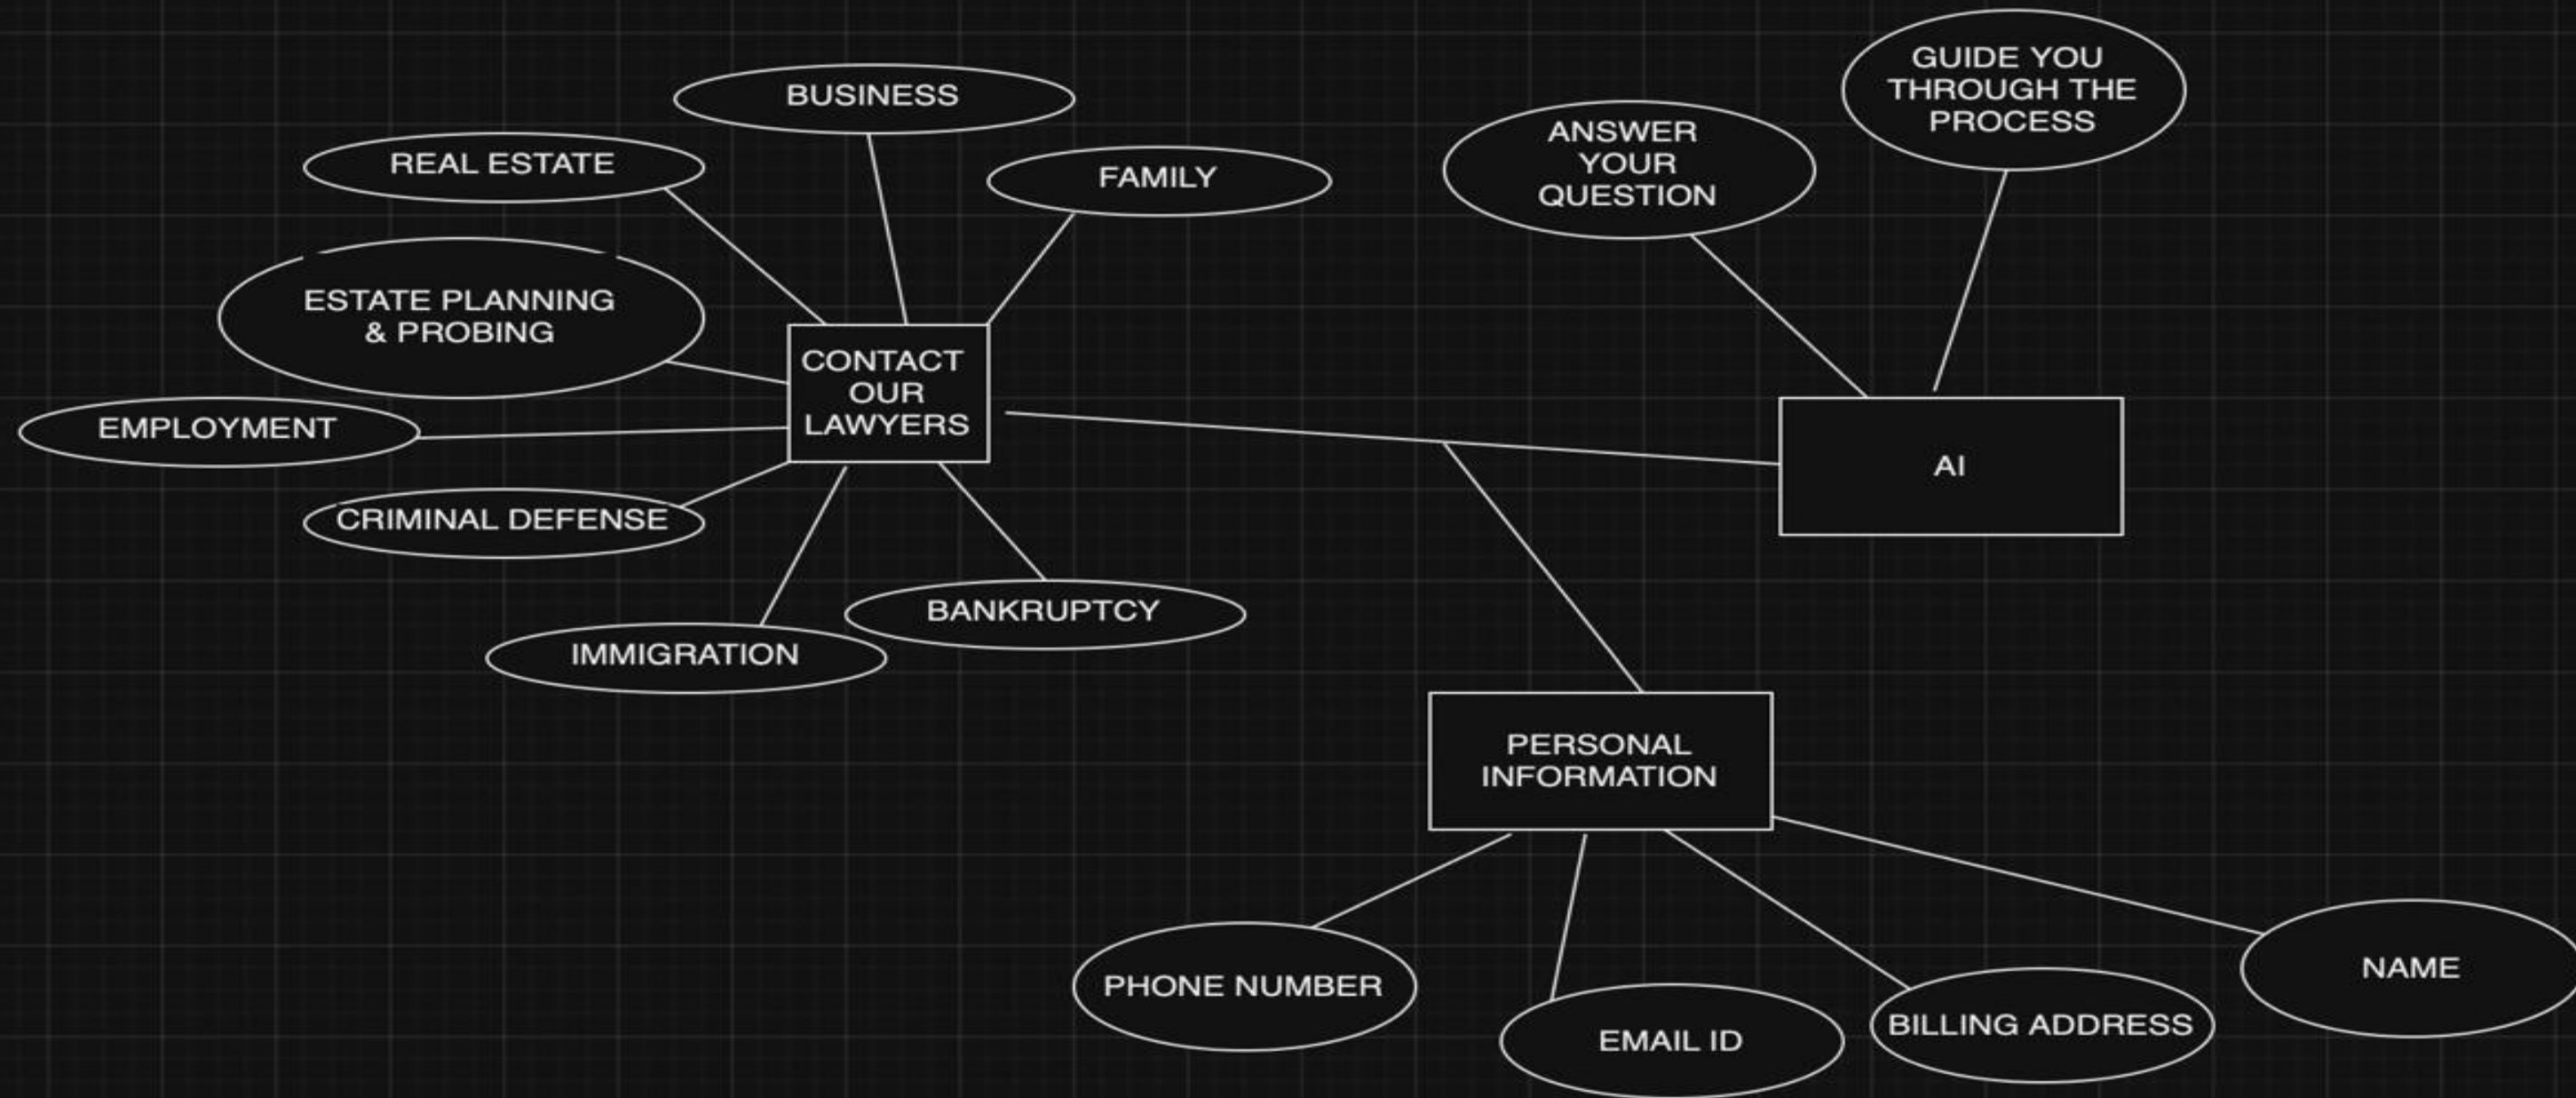 GUIDE YOU
THROUGH THE
PROCESS
BUSINESS
ANSWER
YOUR
QUESTION
REAL ESTATE
FAMILY
ESTATE PLANNING
& PROBING
CONTACT
OUR
LAWYERS
EMPLOYMENT
AI
CRIMINAL DEFENSE
BANKRUPTCY
IMMIGRATION
PERSONAL
INFORMATION
PHONE NUMBER
EMAIL ID
BILLING ADDRESS
NAME